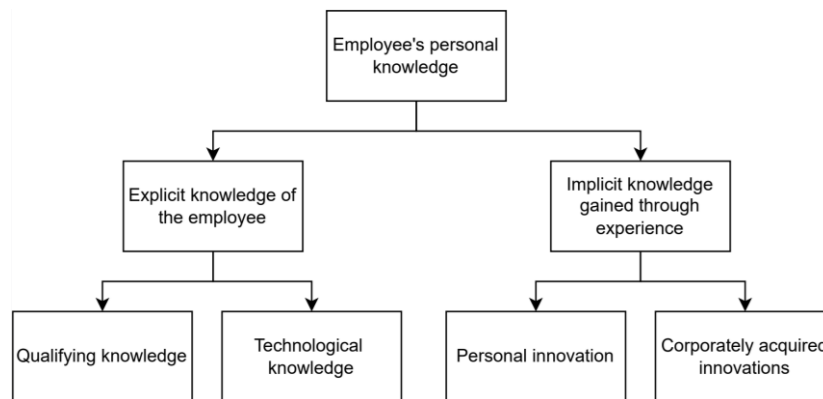 Employee's personal
knowledge
Explicit knowledge of
the employee
Implicit knowledge
gained through
experience
Qualifying knowledge
Technological
knowledge
Personal innovation
Corporately acquired
innovations